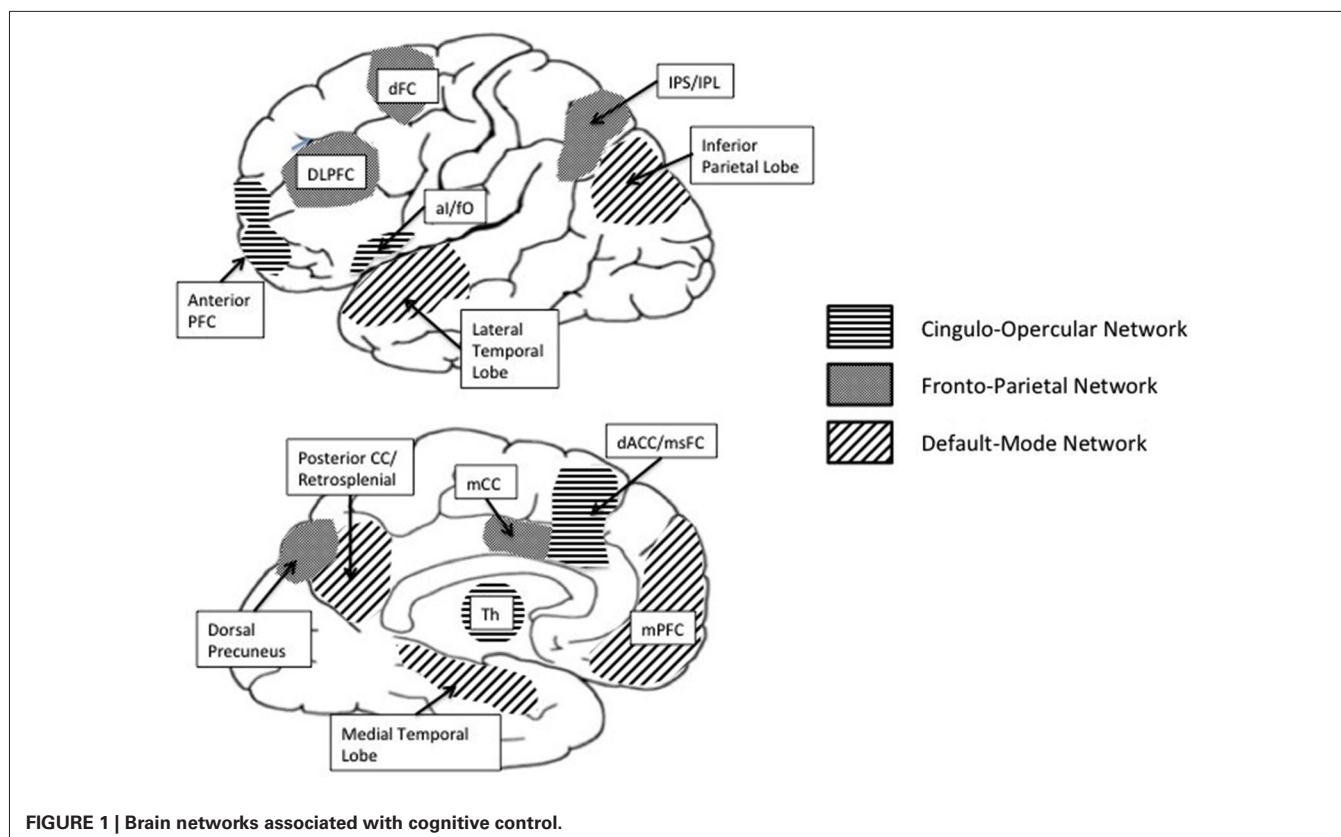 dFC
IPS/IPL
Inferior
Parietal Lobe
DLPFC
aI/fO
Anterior
PFC
Lateral
Temporal
Lobe
Cingulo-Opercular Network
Fronto-Parietal Network
Default-Mode Network
Posterior CC/
Retrosplenial
mCC
dACC/msFC
Th
mPFC
Dorsal
Precuneus
Medial Temporal
Lobe
FIGURE 1 | Brain networks associated with cognitive control.